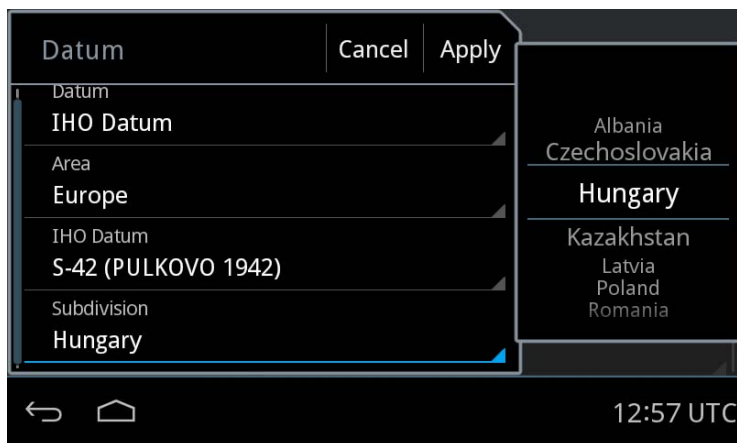 Datum
Cancel
Apply
Datum
IHO Datum
Area
Europe
IHO Datum
S-42 (PULKOVO 1942)
Subdivision
Hungary
Albania
Czechoslovakia
Hungary
Kazakhstan
Latvia
Poland
Romania
12:57 UTC